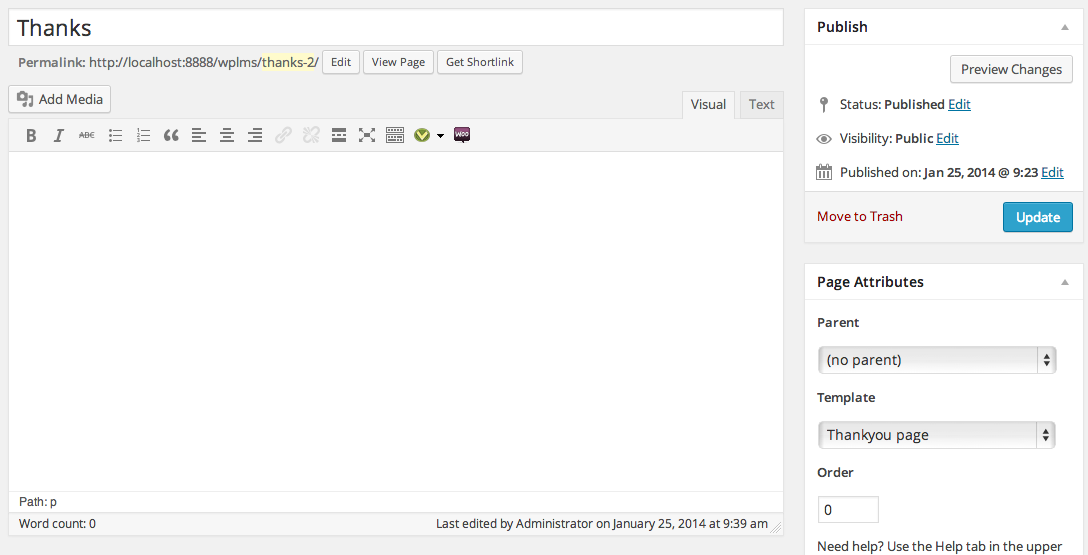 Thanks
Permalink: http://localhost:8888/wplms/thanks-2/ Edit View Page Get Shortlink
Add Media
Visual Text
B I ABC WOO
Path: p
Word count: 0 Last edited by Administrator on January 25, 2014 at 9:39 am
Publish
Preview Changes
Status: Published Edit
Visibility: Public Edit
Published on: Jan 25, 2014 @ 9:23 Edit
Move to Trash Update
Page Attributes
Parent
(no parent)
Template
Thankyou page
Order
0
Need help? Use the Help tab in the upper